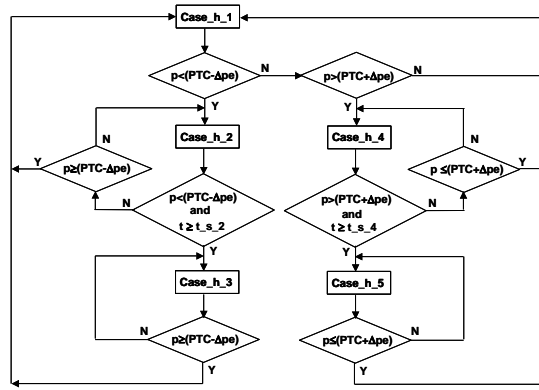 Case_h_1
p<(PTC-Δpe)
N
p>(PTC+Δpe)
N
Y
Y
N
Case_h_2
Case_h_4
N
Y
p≥(PTC-Δpe)
p ≤(PTC+Δpe)
Y
N
p<(PTC-Δpe)
and
t ≥ t_s_2
p>(PTC+Δpe)
and
t ≥ t_s_4
N
Y
Y
Case_h_3
Case_h_5
N
p≥(PTC-Δpe)
p≤(PTC+Δpe)
N
Y
Y